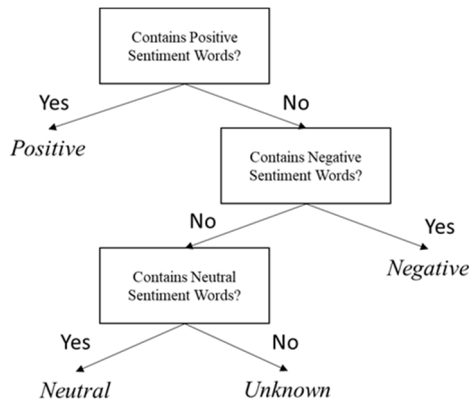 Contains Positive
Sentiment Words?
Yes
No
Positive
Contains Negative
Sentiment Words?
No
Yes
Negative
Contains Neutral
Sentiment Words?
Yes
No
Neutral
Unknown